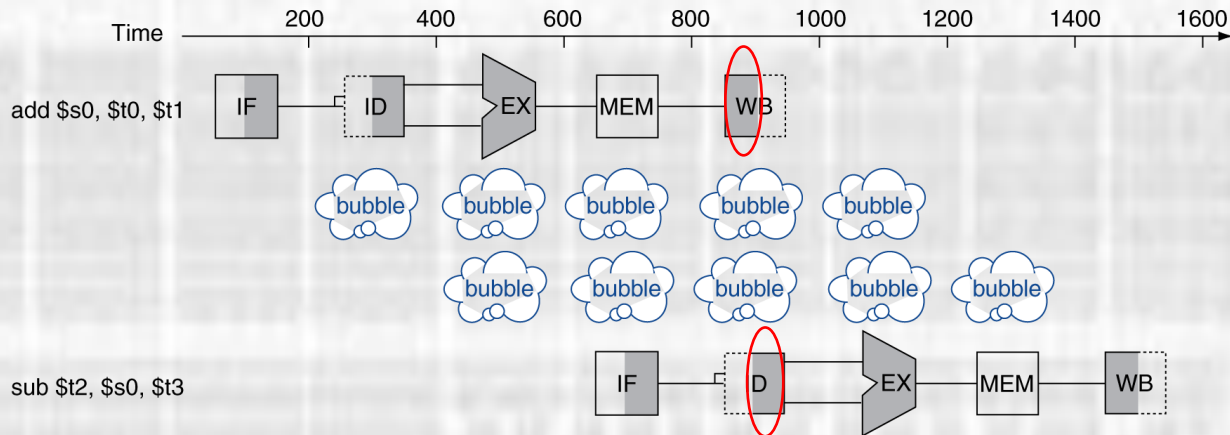 Time 200 400 600 800 1000 1200 1400 1600
add $s0, $t0, $t1 IF ID EX MEM WB
bubble bubble bubble bubble bubble
bubble bubble bubble bubble bubble
sub $t2, $s0, $t3 IF D EX MEM WB